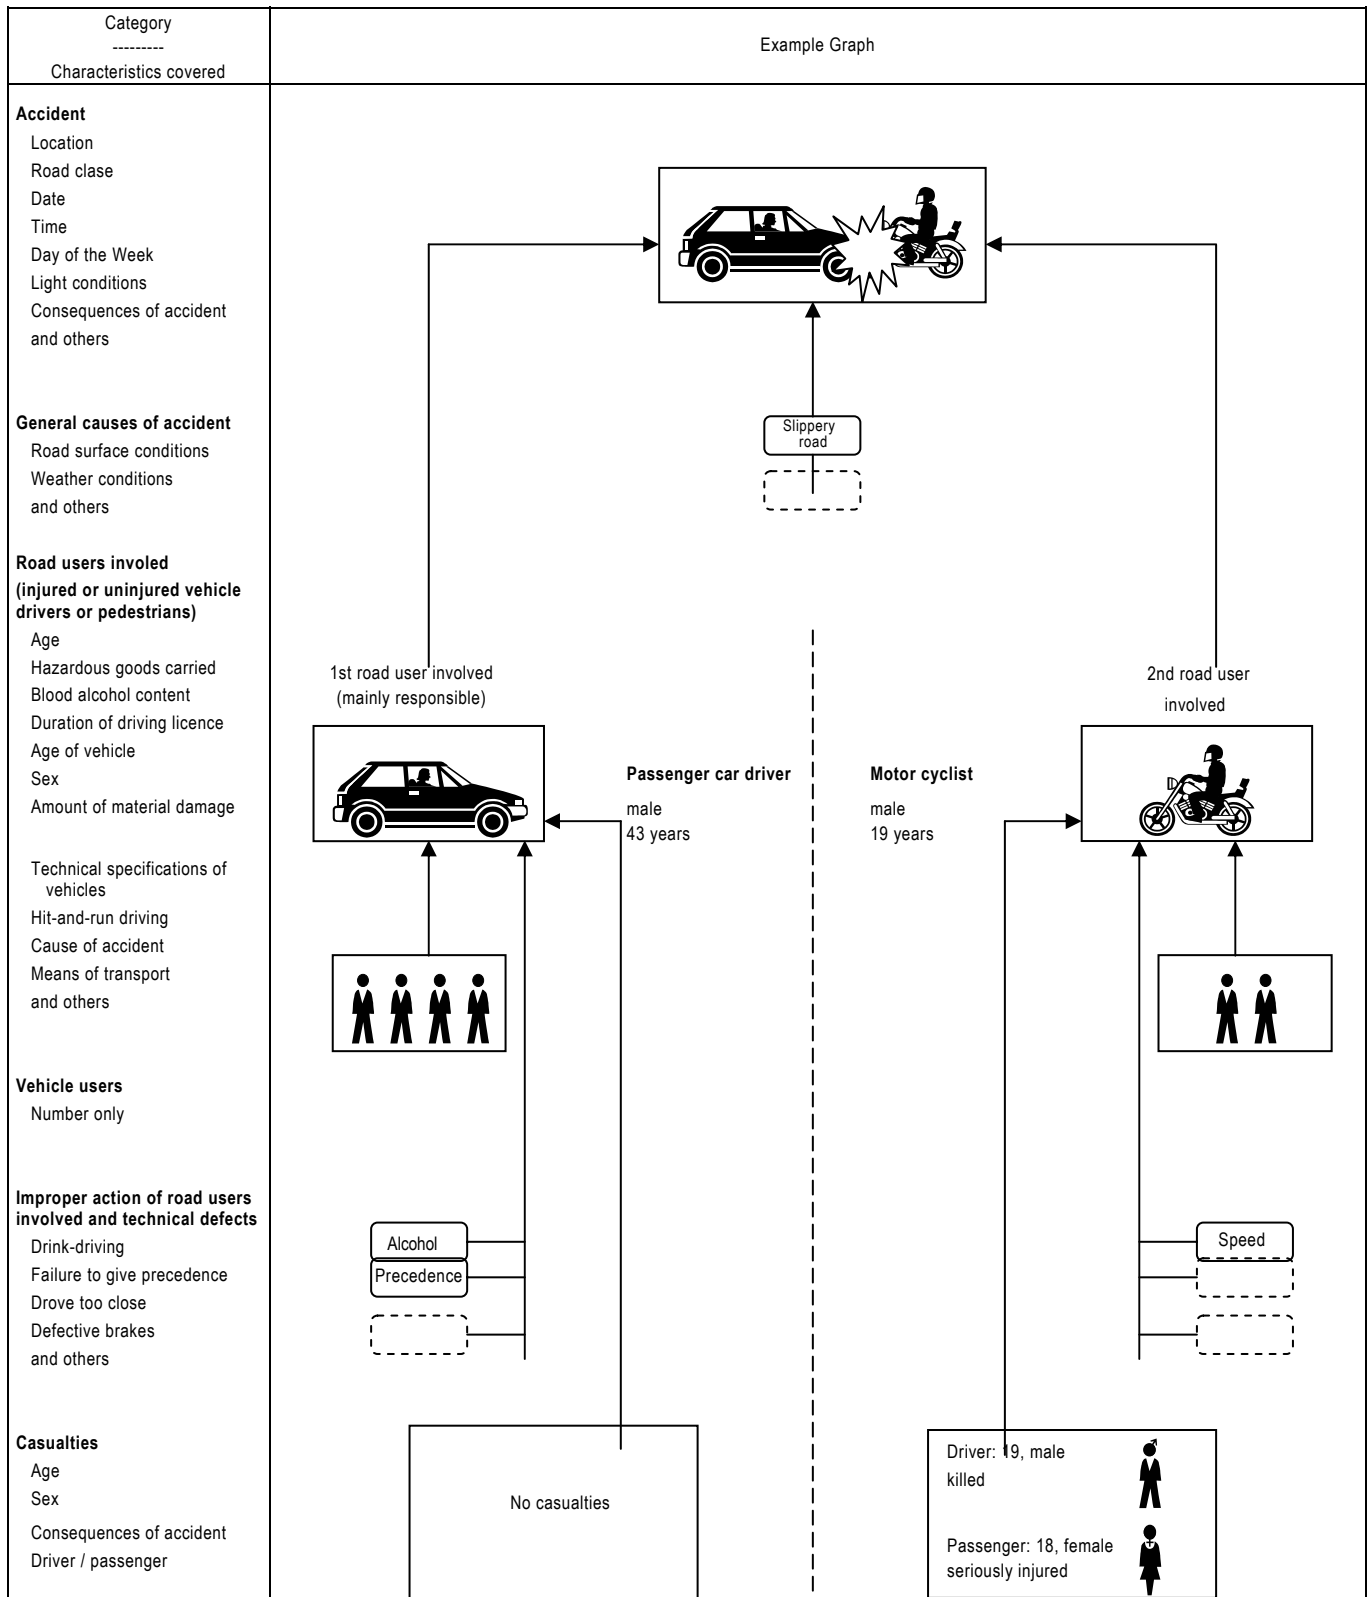 Category
---------
Characteristics covered
Example Graph
Accident
Location
Road clase
Date
Time
Day of the Week
Light conditions
Consequences of accident
and others
General causes of accident
Road surface conditions
Weather conditions
and others
Slippery
road
Road users involed
(injured or uninjured vehicle
drivers or pedestrians)
Age
Hazardous goods carried
Blood alcohol content
Duration of driving licence
Age of vehicle
Sex
Amount of material damage
Technical specifications of
vehicles
Hit-and-run driving
Cause of accident
Means of transport
and others
1st road user involved
(mainly responsible)
Passenger car driver
male
43 years
Motor cyclist
male
19 years
2nd road user
involved
Vehicle users
Number only
Improper action of road users
involved and technical defects
Drink-driving
Failure to give precedence
Drove too close
Defective brakes
and others
Alcohol
Precedence
Speed
Casualties
Age
Sex
Consequences of accident
Driver / passenger
No casualties
Driver: 19, male
killed
Passenger: 18, female
seriously injured